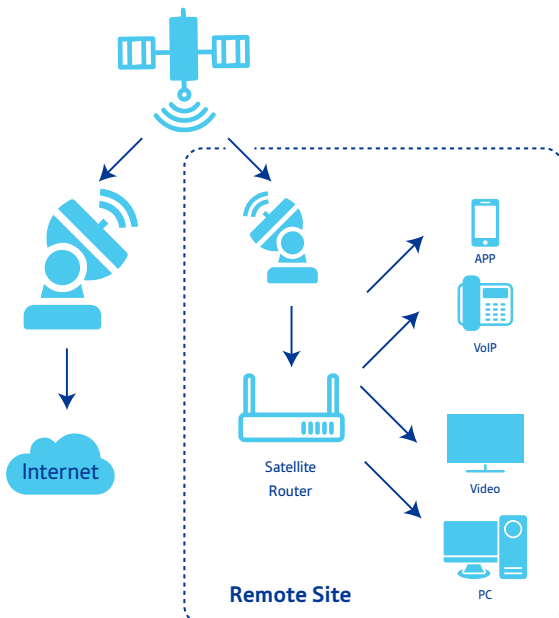 APP
VoIP
Internet
Satellite
Router
Video
Remote Site
PC